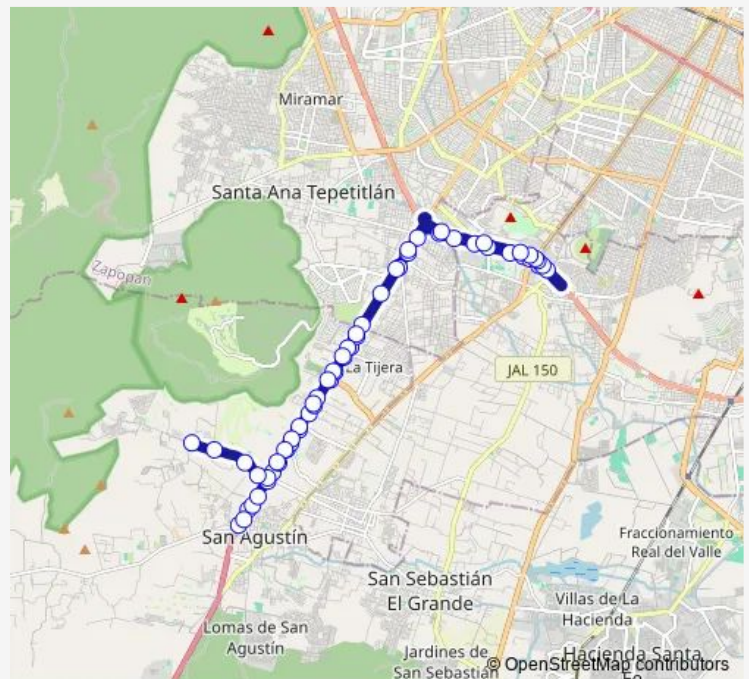 Miramar
Santa Ana Tepetitlán
Zapopan
La Tijera
JAL 150
San Agustín
Fraccionamiento
Real del Valle
San Sebastián
El Grande
Villas de La
Hacienda
Lomas de San
Agustín
Jardines de
San Sebastián
Hacienda Santa
Fe
© OpenStreetMap contributors